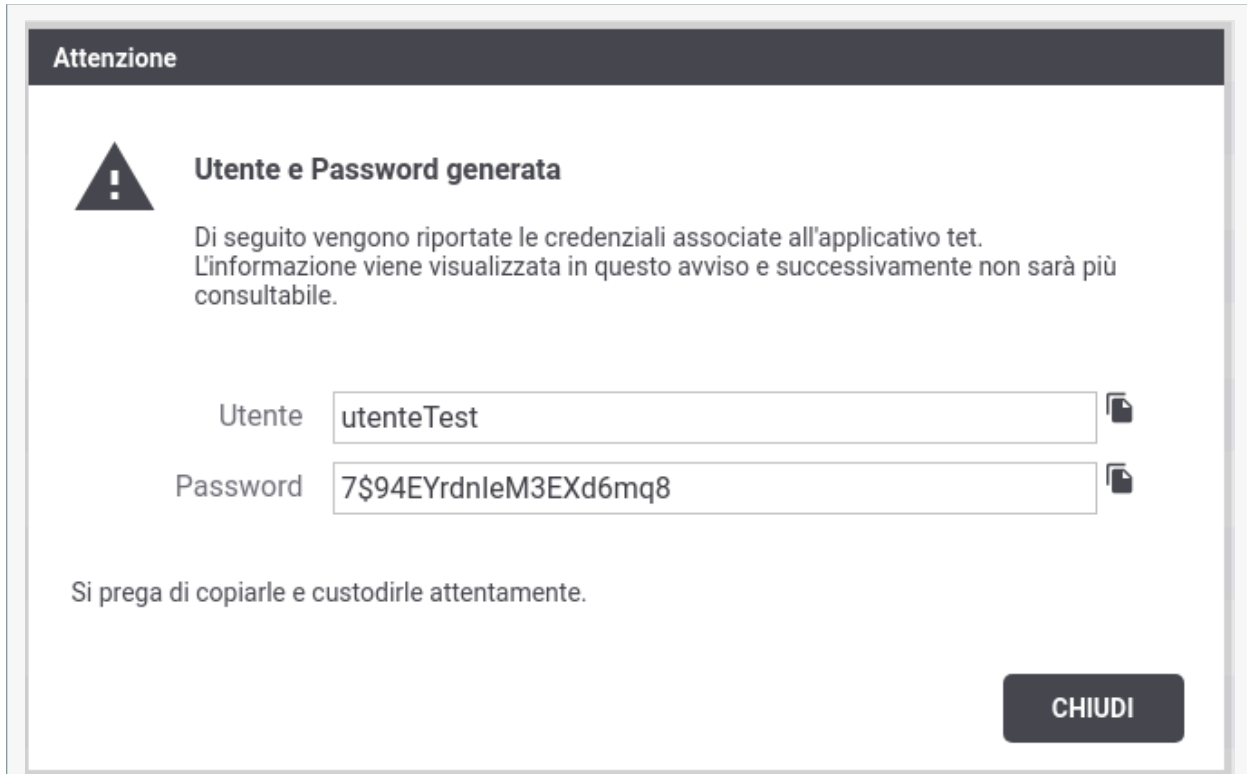 Attenzione
Utente e Password generata
Di seguito vengono riportate le credenziali associate all'applicativo tet.
L'informazione viene visualizzata in questo avviso e successivamente non sarà più
consultabile.
Utente utenteTest
Password 7$94EYrdnIeM3EXd6mq8
Si prega di copiarle e custodirle attentamente.
CHIUDI